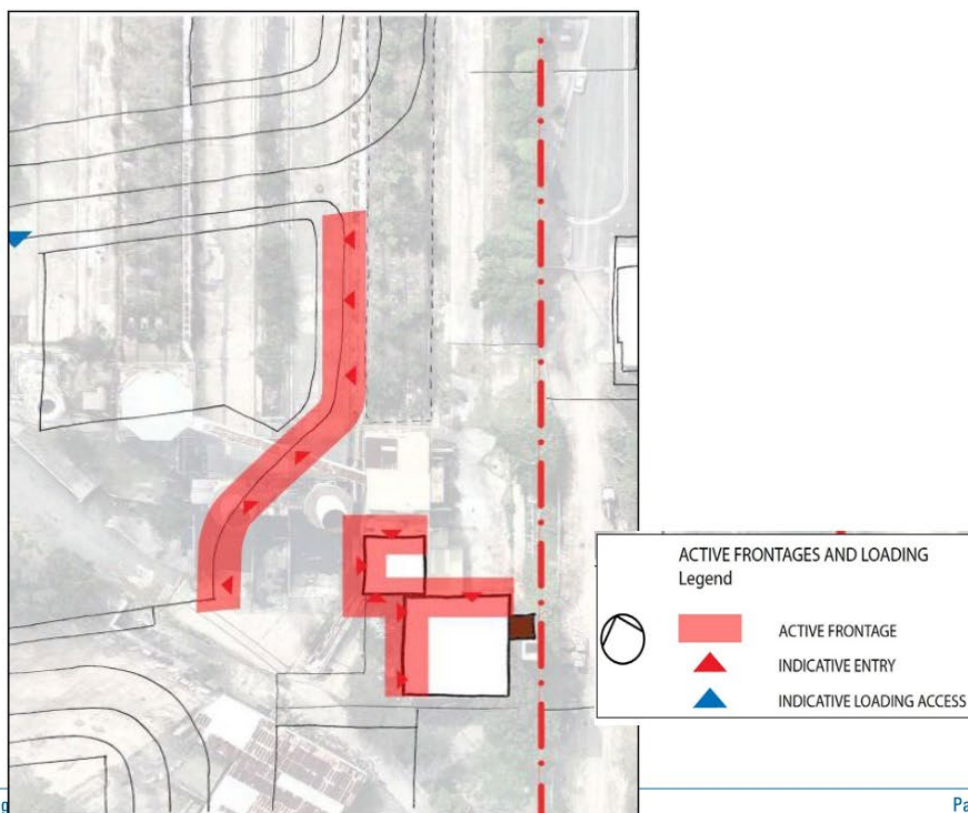 ACTIVE FRONTAGES AND LOADING
Legend
ACTIVE FRONTAGE
INDICATIVE ENTRY
INDICATIVE LOADING ACCESS